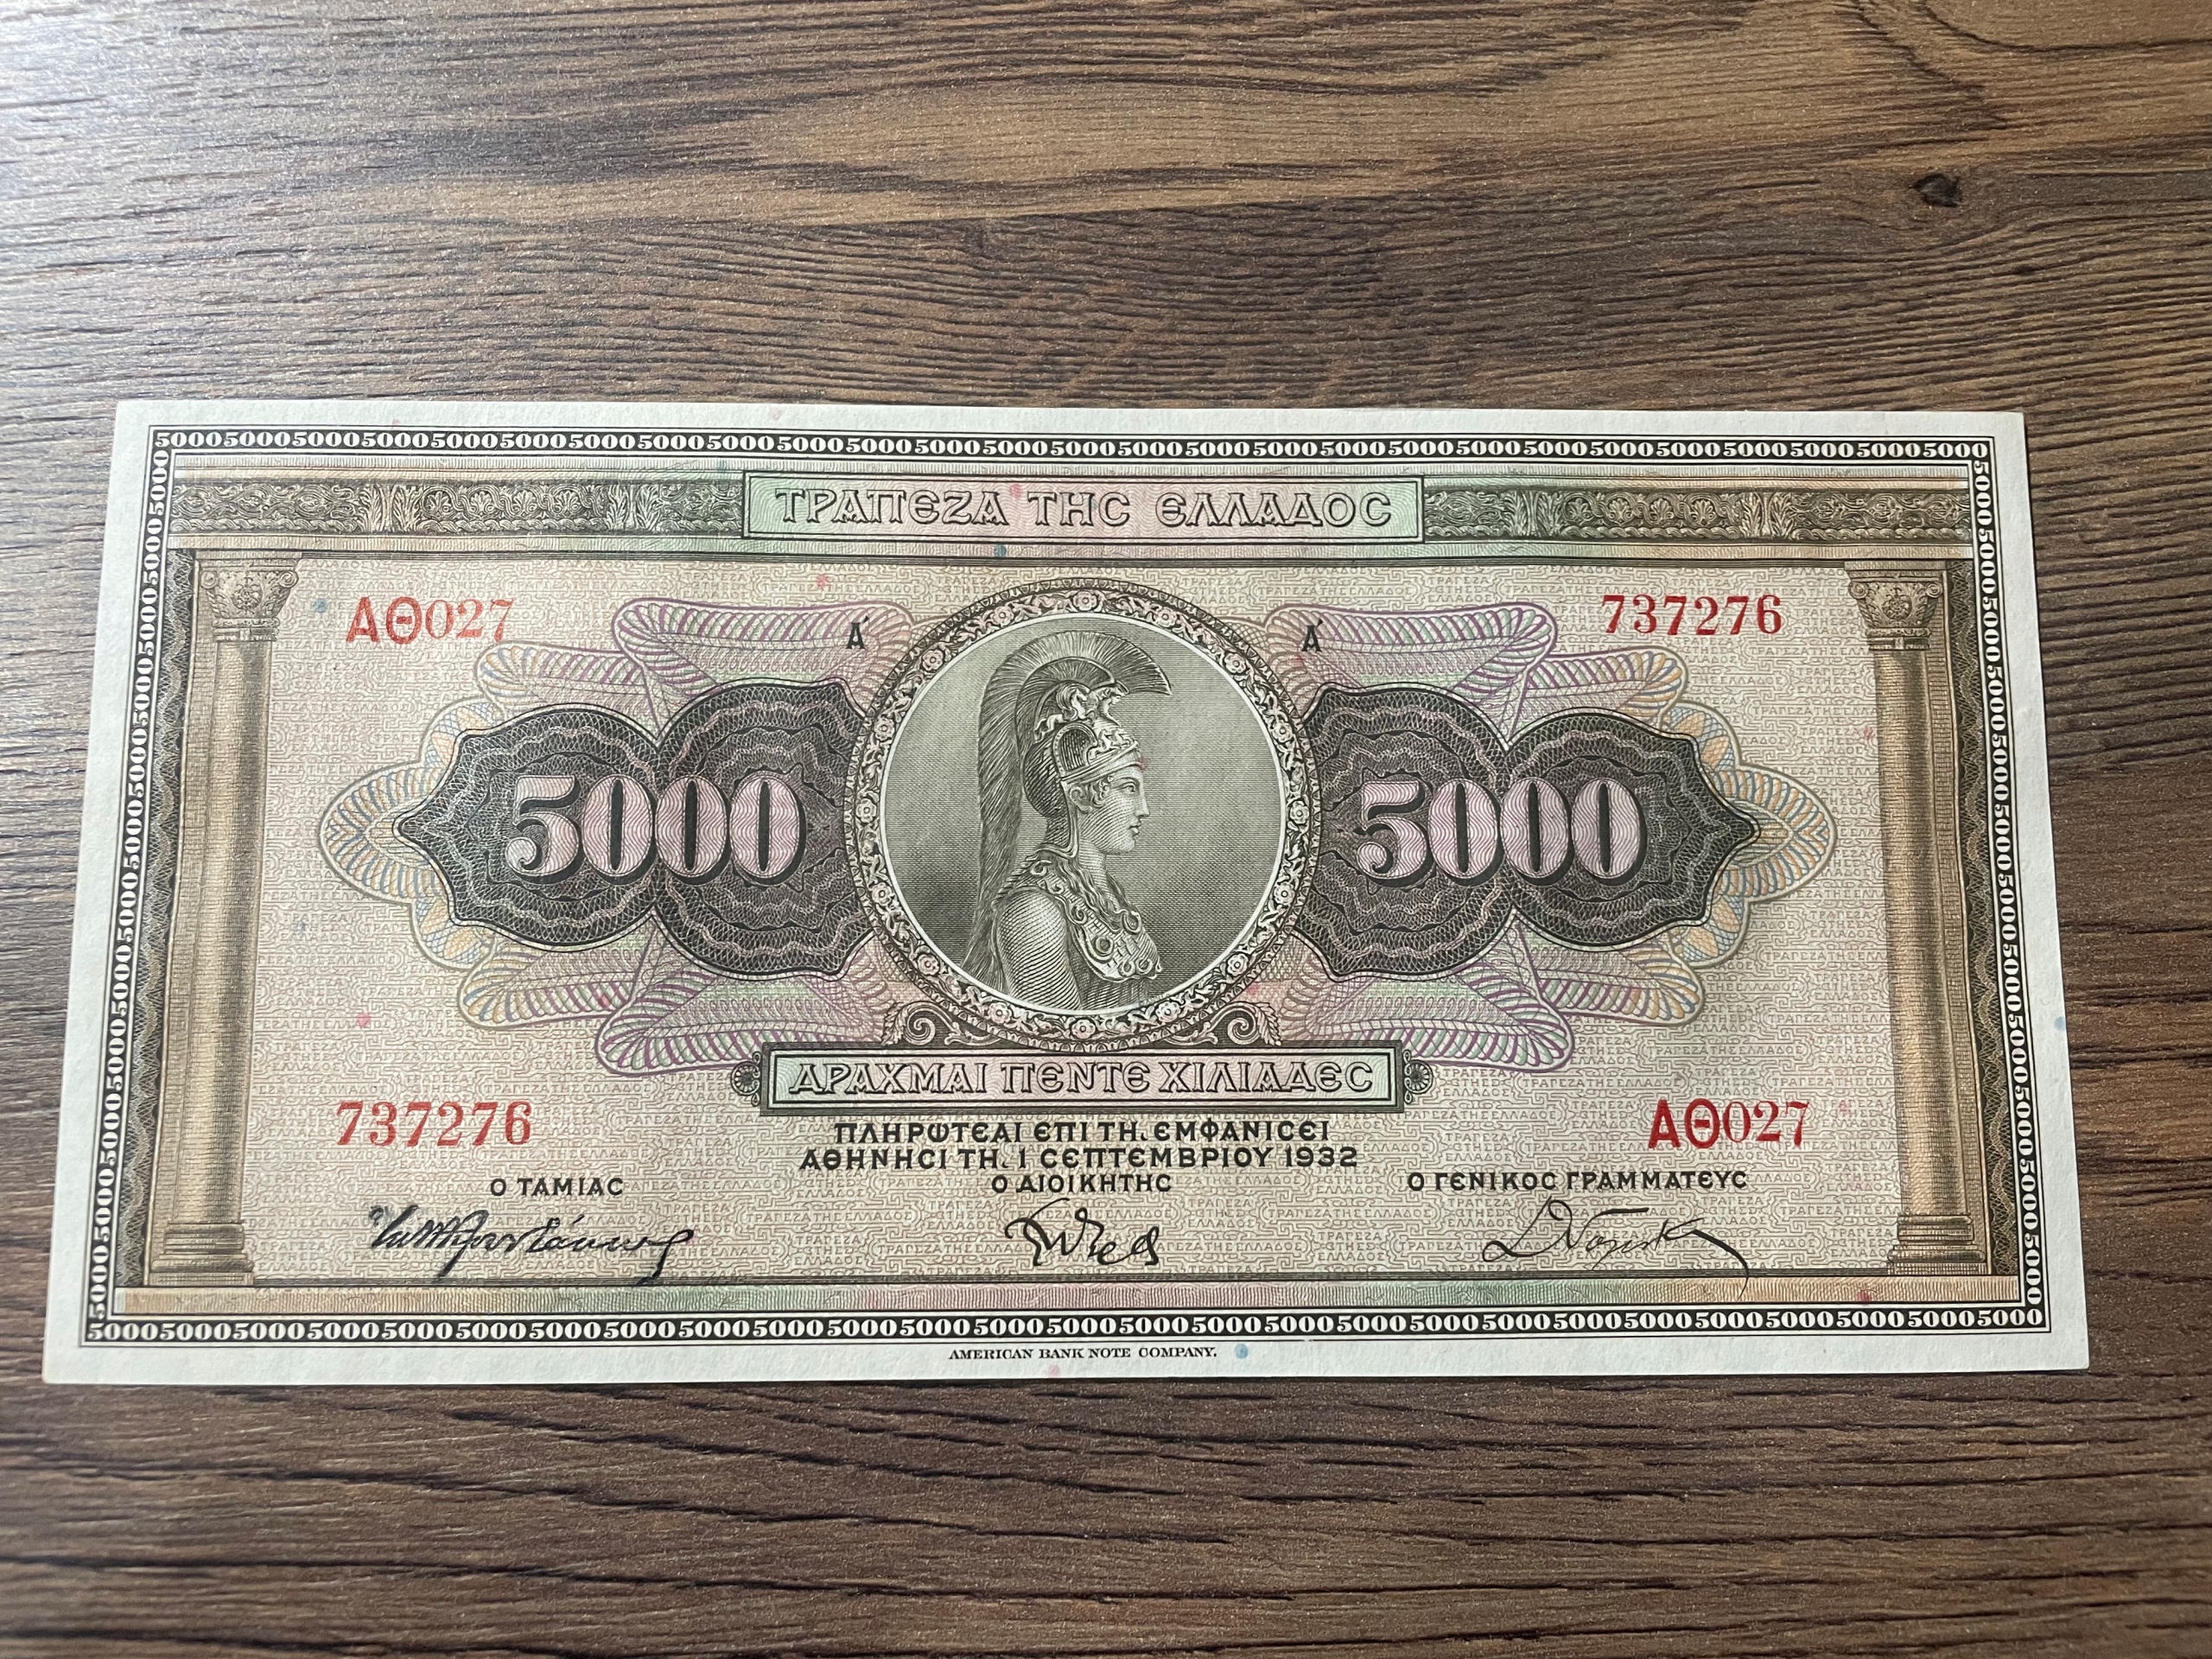 5000500050005000500050005000500050005000500050005000500050005000500050005000500050005000500050005000
ΤΡΑΠΕΖΑ ΤΗϹ ΕΛΛΑΔΟϹ
ΑΘ027
737276
Α΄
Α΄
5000
5000
ΔΡΑΧΜΑΙ ΠΕΝΤΕ ΧΙΛΙΑΔΕϹ
737276
ΑΘ027
ΠΛΗΡΩΤΕΑΙ ΕΠΙ ΤΗͺ ΕΜΦΑΝΙϹΕΙ
ΑΘΗΝΗϹΙ ΤΗͺ 1 ϹΕΠΤΕΜΒΡΙΟΥ 1932
Ο ΤΑΜΙΑϹ
Ο ΔΙΟΙΚΗΤΗϹ
Ο ΓΕΝΙΚΟϹ ΓΡΑΜΜΑΤΕΥϹ
AMERICAN BANK NOTE COMPANY.